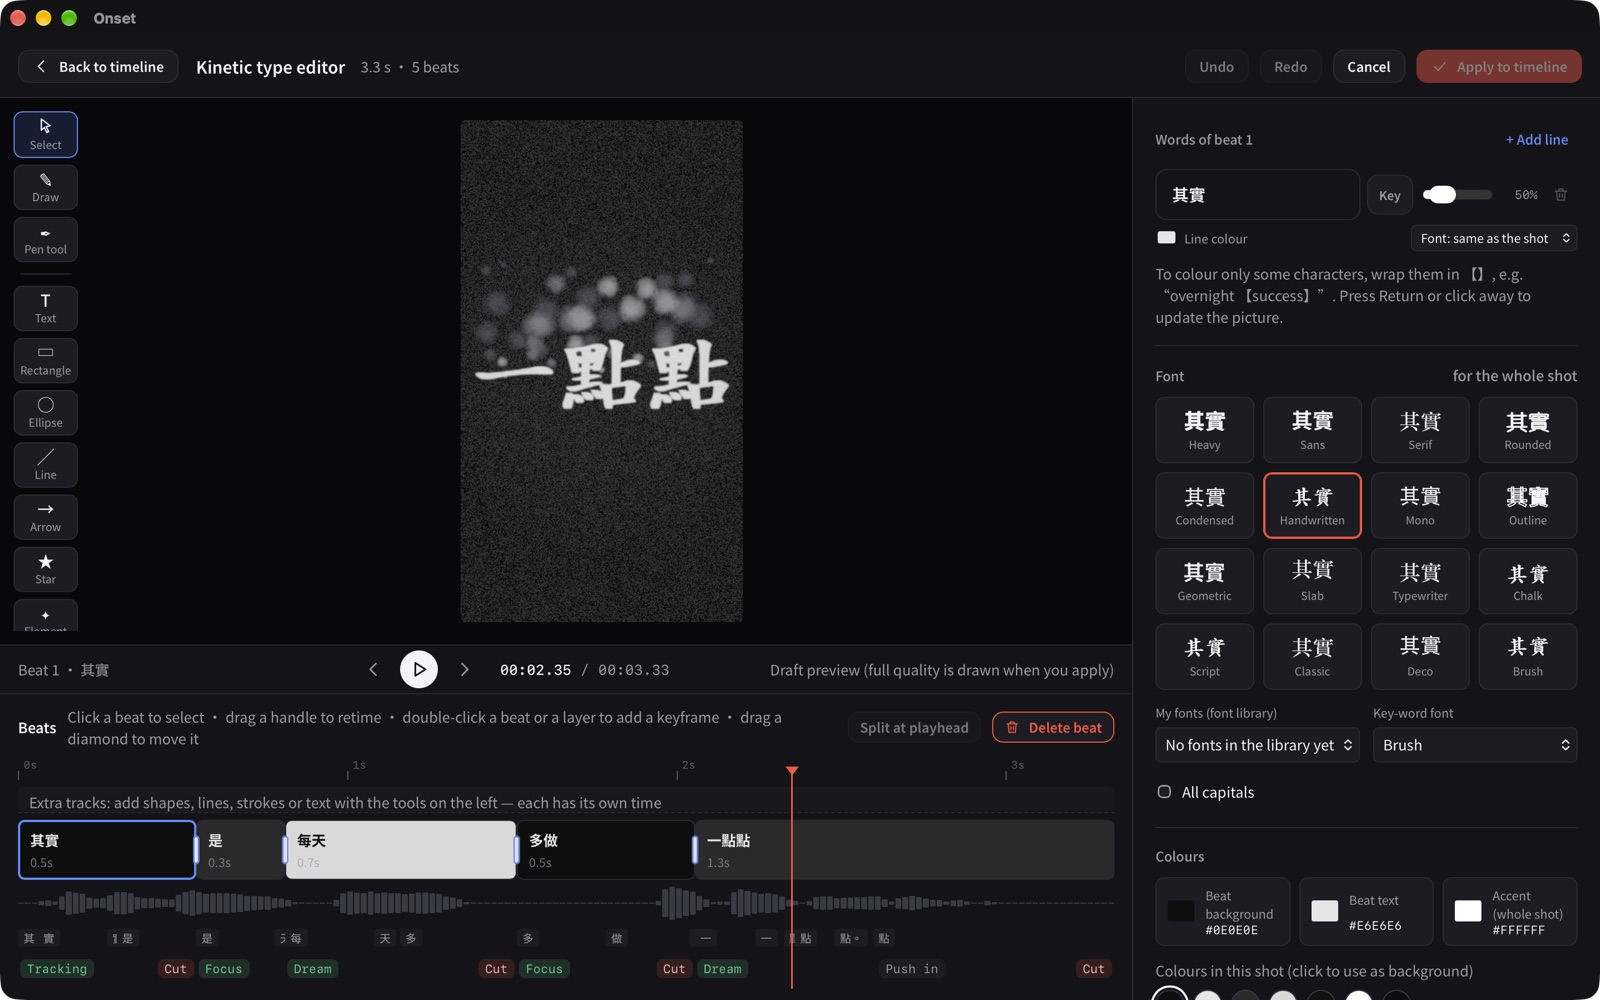 Onset
Back to timeline
Kinetic type editor 3.3 s • 5 beats
Undo
Redo
Cancel
Apply to timeline
Select
Draw
Pen tool
T
Text
Rectangle
Ellipse
Line
Arrow
Star
Element
一點點
Beat 1 • 其實
00:02.35 / 00:03.33
Draft preview (full quality is drawn when you apply)
Beats
Click a beat to select • drag a handle to retime • double-click a beat or a layer to add a keyframe • drag a
diamond to move it
Split at playhead
Delete beat
0s 1s 2s 3s
Extra tracks: add shapes, lines, strokes or text with the tools on the left — each has its own time
其實 是 每天 多做 一點點
0.5s 0.3s 0.7s 0.5s 1.3s
其 實 是 是 每 天 多 多 做 一 一 點 點。 點
Tracking Cut Focus Dream Cut Focus Cut Dream Push in Cut
Words of beat 1
+ Add line
其實
Key
50%
Line colour
Font: same as the shot
To colour only some characters, wrap them in 【】, e.g.
“overnight 【success】”. Press Return or click away to
update the picture.
Font
for the whole shot
其實 其實 其實 其實
Heavy Sans Serif Rounded
其實 其實 其實 其實
Condensed Handwritten Mono Outline
其實 其實 其實 其實
Geometric Slab Typewriter Chalk
其實 其實 其實 其實
Script Classic Deco Brush
My fonts (font library)
Key-word font
No fonts in the library yet
Brush
All capitals
Colours
Beat
background
#0E0E0E
Beat text
#E6E6E6
Accent
(whole shot)
#FFFFFF
Colours in this shot (click to use as background)